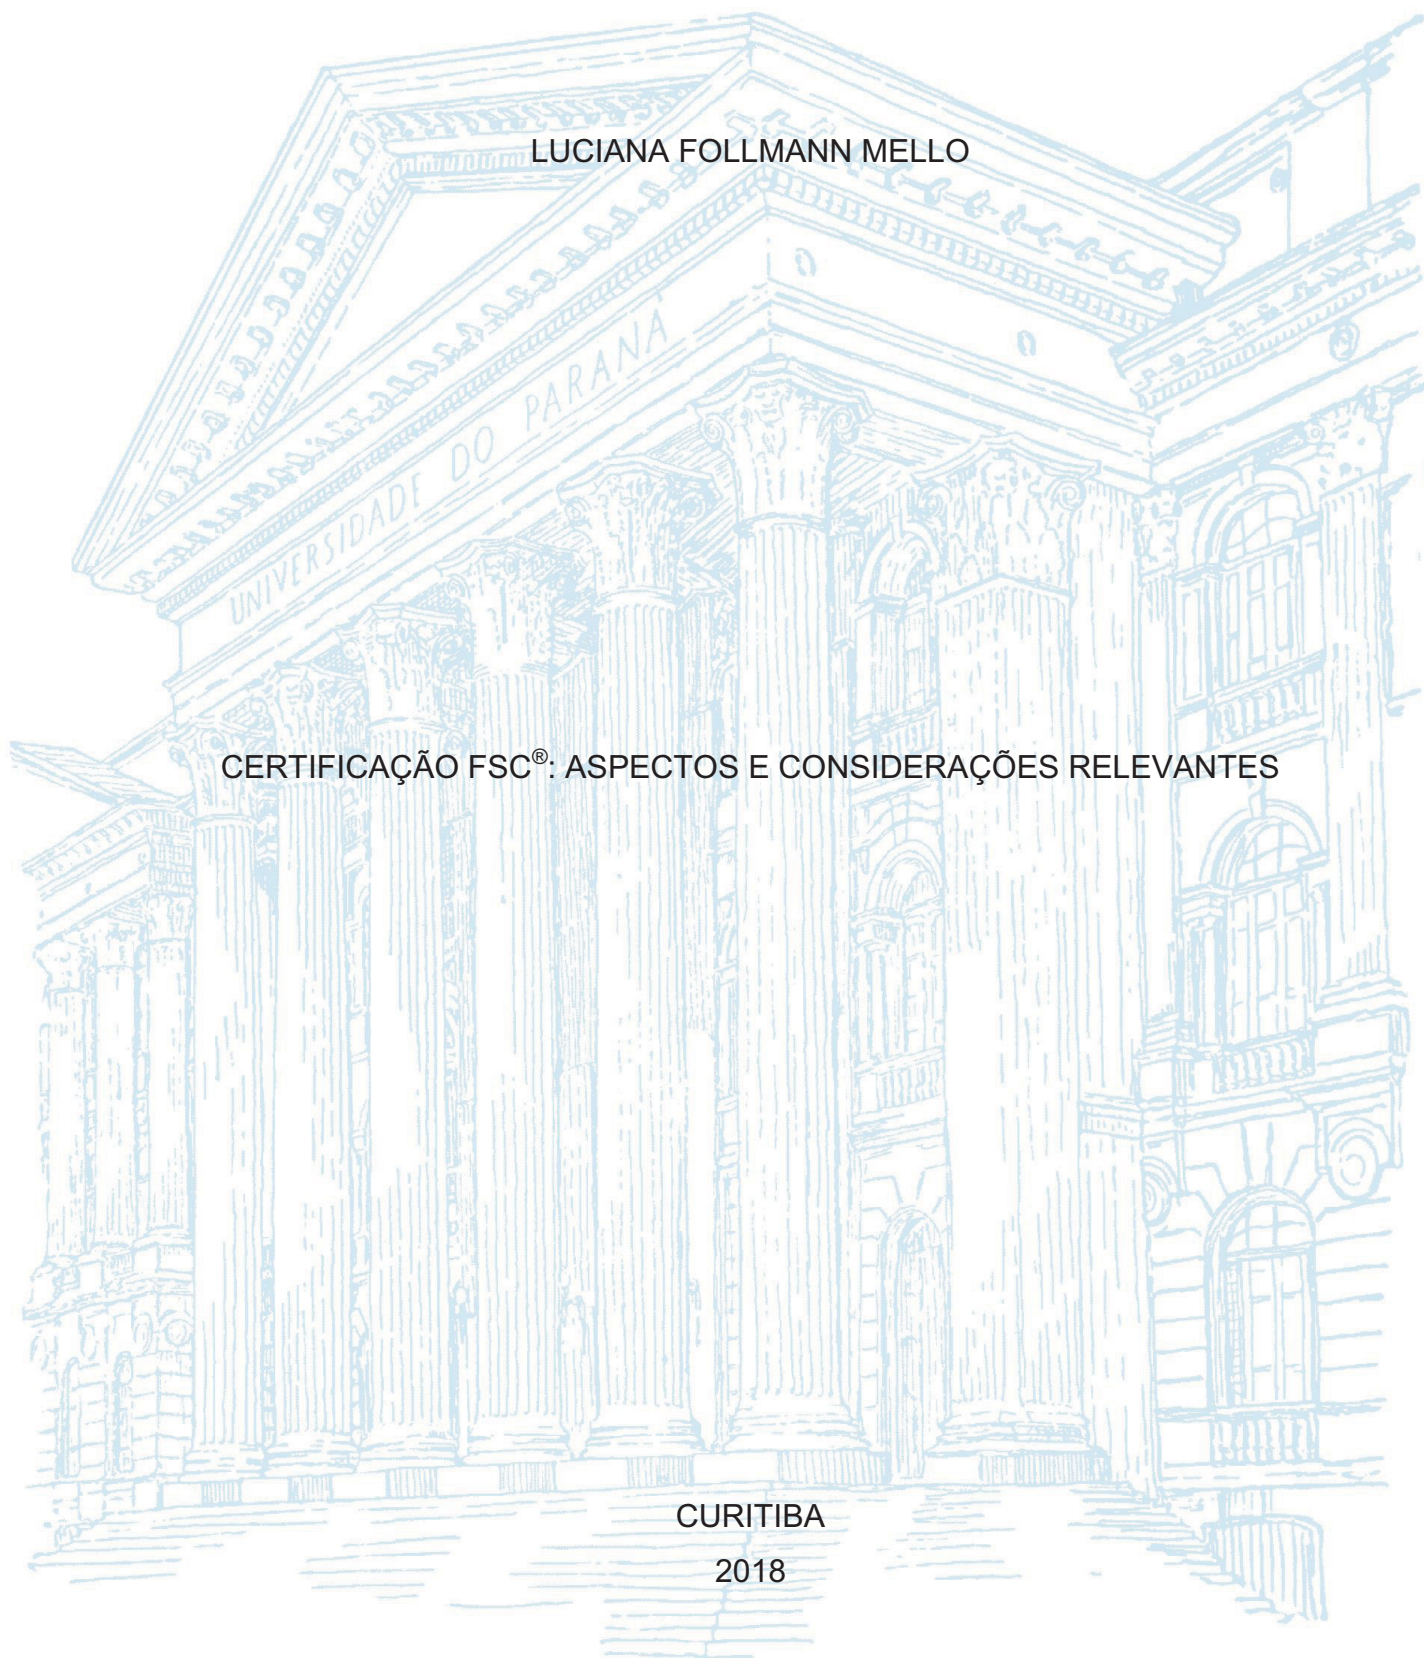 LUCIANA FOLLMANN MELLO
UNIVERSIDADE DO PARANÁ
CERTIFICAÇÃO FSC®: ASPECTOS E CONSIDERAÇÕES RELEVANTES
CURITIBA
2018